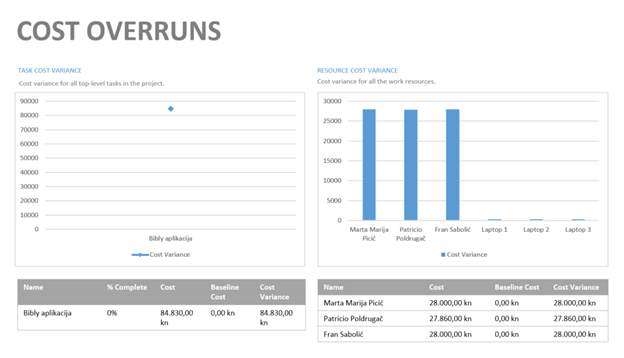 COST OVERRUNS
TASK COST VARIANCE
Cost variance for all top-level tasks in the project.
90000
80000
70000
60000
50000
40000
30000
20000
10000
0
Bibly aplikacija
Cost Variance
Name % Complete Cost Baseline Cost Cost Variance
Bibly aplikacija 0% 84.830,00 kn 0,00 kn 84.830,00 kn
RESOURCE COST VARIANCE
Cost variance for all the work resources.
30000
25000
20000
15000
10000
5000
0
Marta Marija Picić Patricio Poldrugač Fran Sabolić Laptop 1 Laptop 2 Laptop 3
Cost Variance
Name Cost Baseline Cost Cost Variance
Marta Marija Picić 28.000,00 kn 0,00 kn 28.000,00 kn
Patricio Poldrugač 27.860,00 kn 0,00 kn 27.860,00 kn
Fran Sabolić 28.000,00 kn 0,00 kn 28.000,00 kn